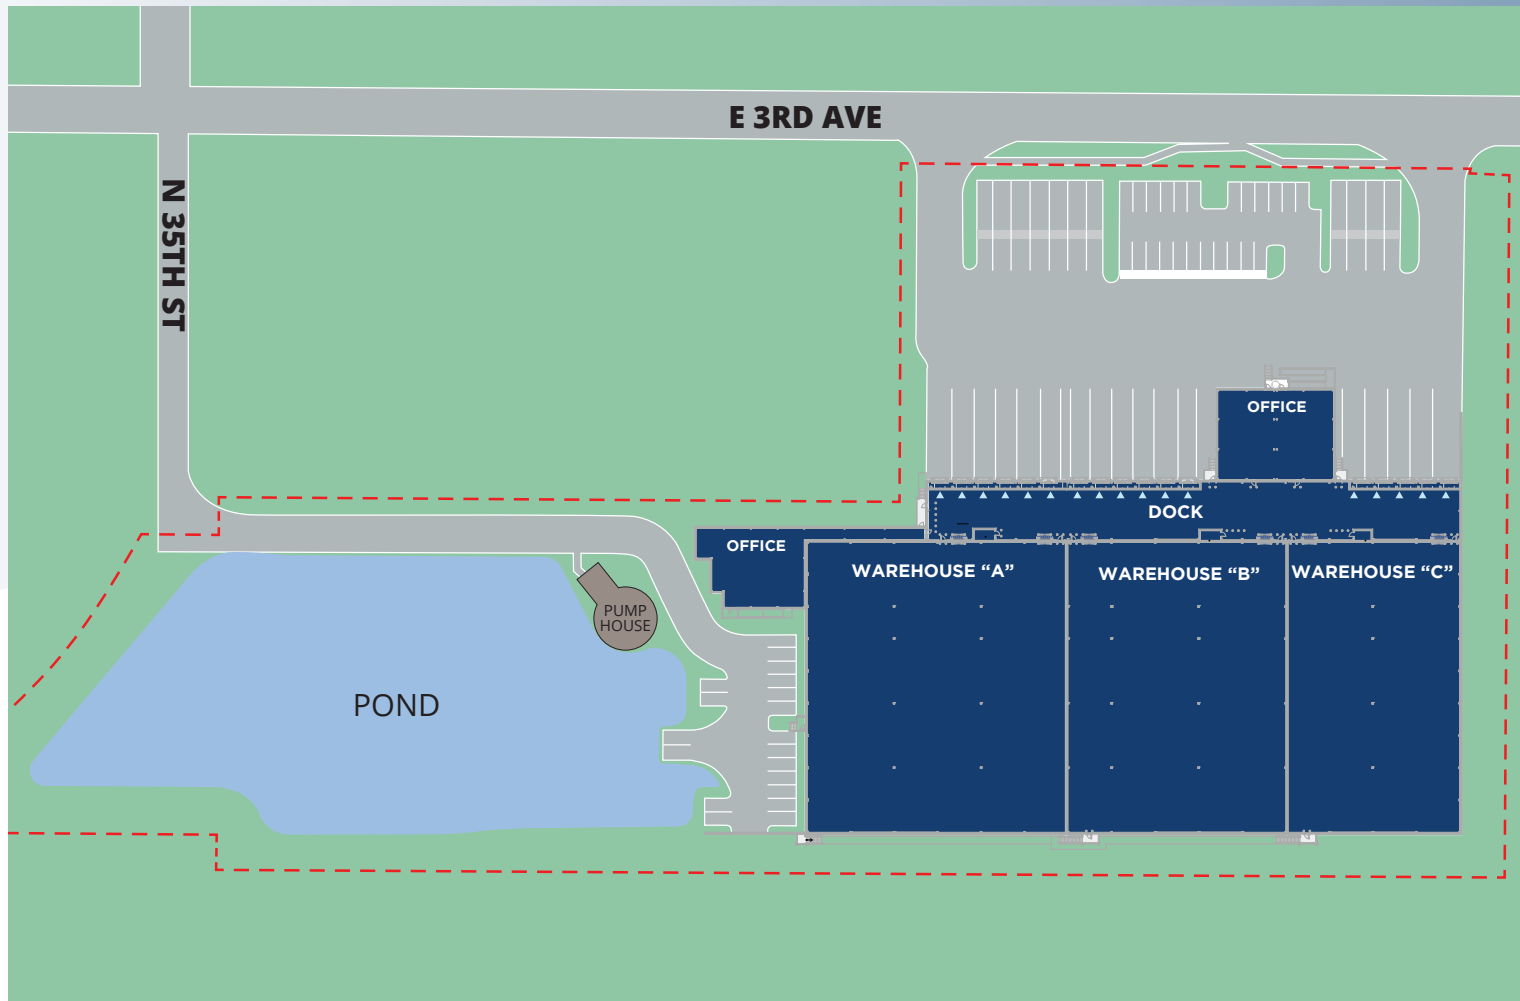 E 3RD AVE
N 35TH ST
OFFICE
DOCK
OFFICE
WAREHOUSE “A”
WAREHOUSE “B”
WAREHOUSE “C”
PUMP
HOUSE
POND